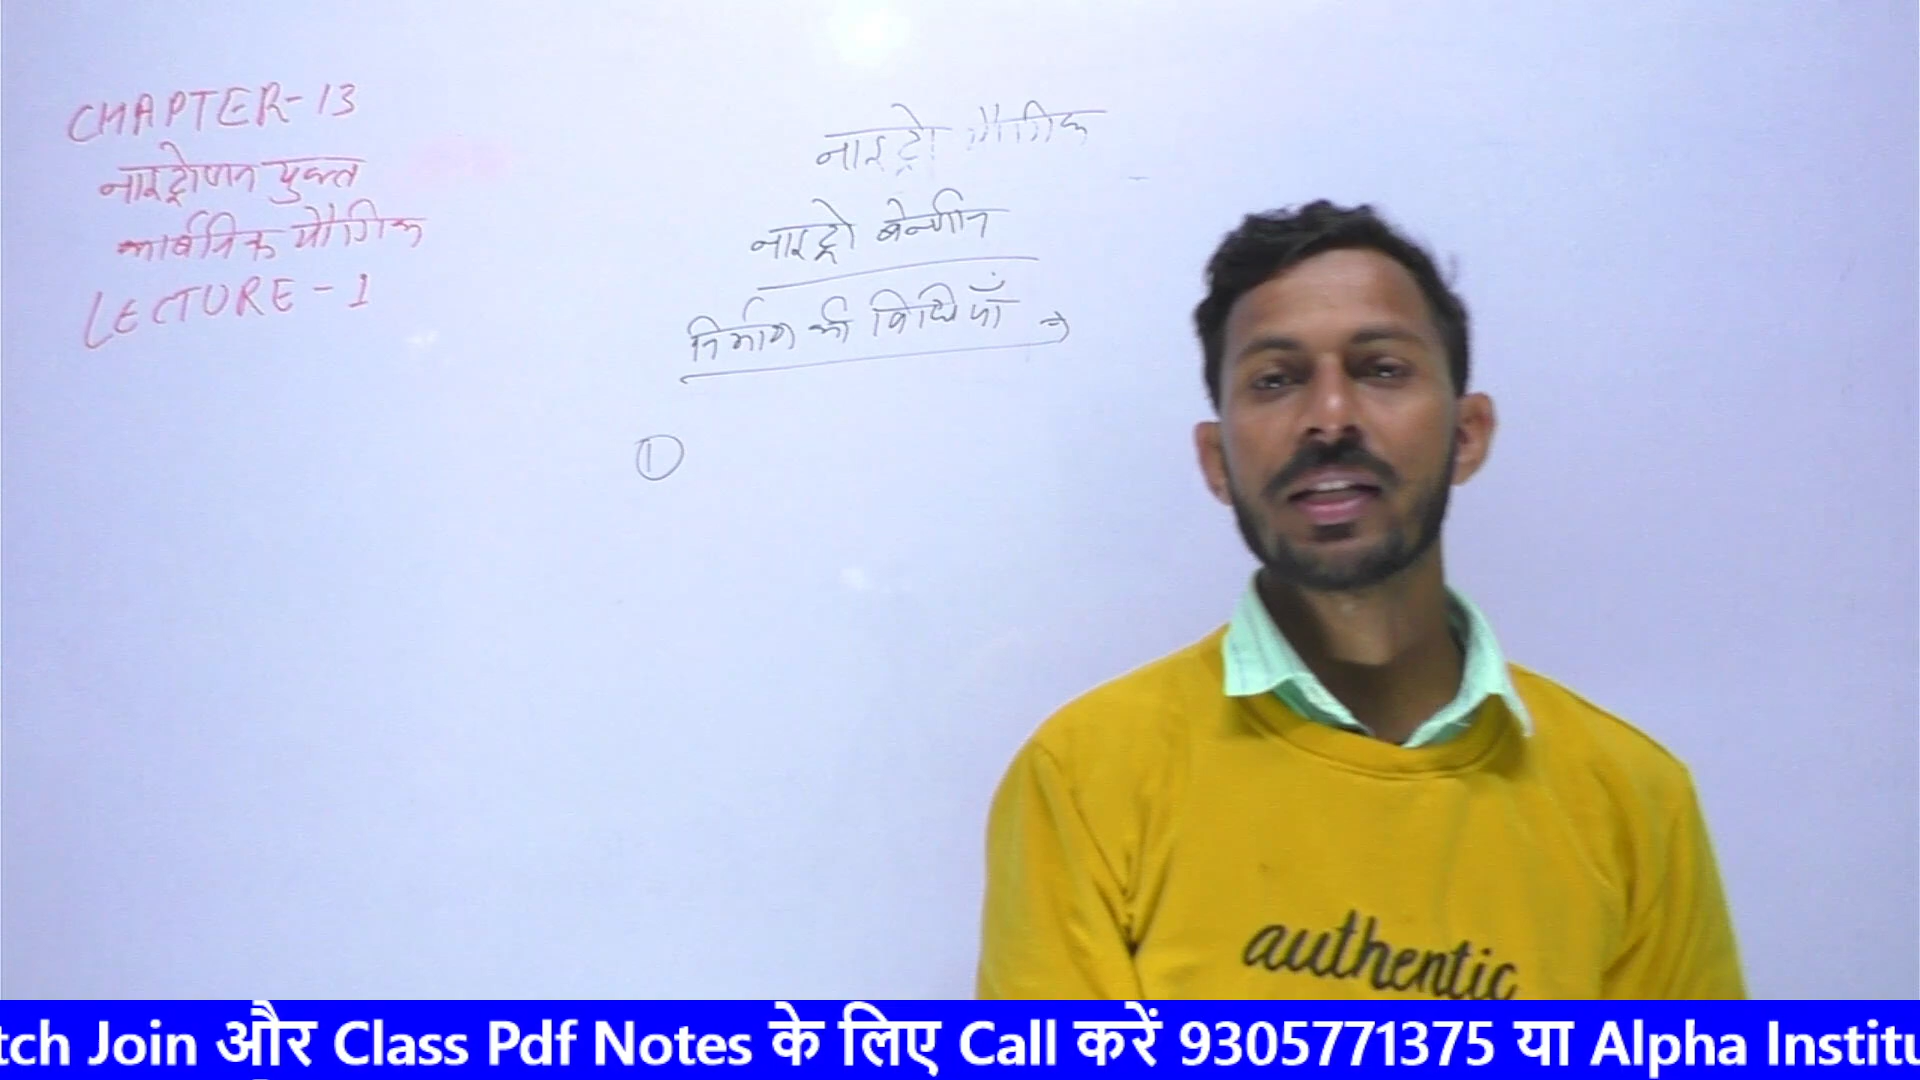 CHAPTER-13
नाइट्रोजन युक्त
कार्बनिक यौगिक
LECTURE-1
नाइट्रो यौगिक
नाइट्रो बेन्जीन
निर्माण की विधियाँ →
①
authentic
tch Join और Class Pdf Notes के लिए Call करें 9305771375 या Alpha Institu